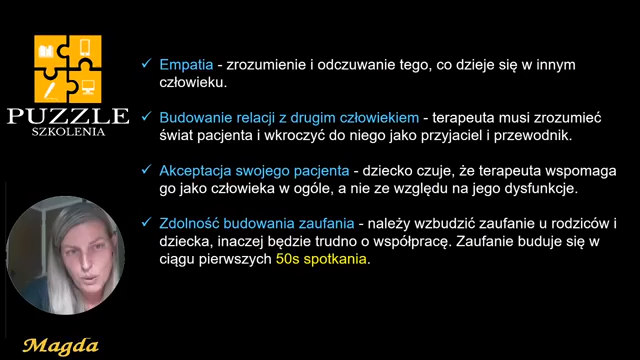 PUZZLE
SZKOLENIA
✓ Empatia - zrozumienie i odczuwanie tego, co dzieje się w innym
człowieku.
✓ Budowanie relacji z drugim człowiekiem - terapeuta musi zrozumieć
świat pacjenta i wkroczyć do niego jako przyjaciel i przewodnik.
✓ Akceptacja swojego pacjenta - dziecko czuje, że terapeuta wspomaga
go jako człowieka w ogóle, a nie ze względu na jego dysfunkcje.
✓ Zdolność budowania zaufania - należy wzbudzić zaufanie u rodziców i
dziecka, inaczej będzie trudno o współpracę. Zaufanie buduje się w
ciągu pierwszych 50s spotkania.
Magda